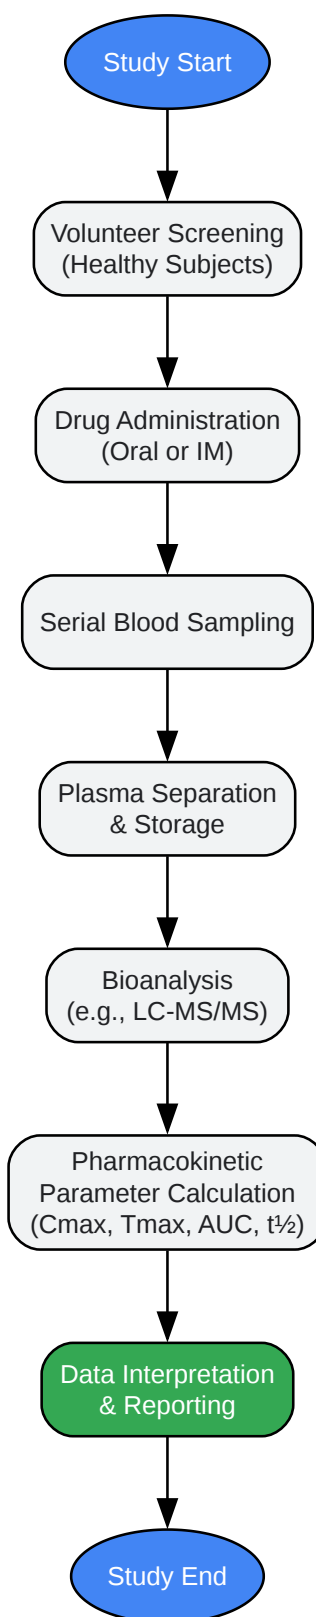 Study Start
Volunteer Screening
(Healthy Subjects)
Drug Administration
(Oral or IM)
Serial Blood Sampling
Plasma Separation
& Storage
Bioanalysis
(e.g., LC-MS/MS)
Pharmacokinetic
Parameter Calculation
(Cmax, Tmax, AUC, t½)
Data Interpretation
& Reporting
Study End